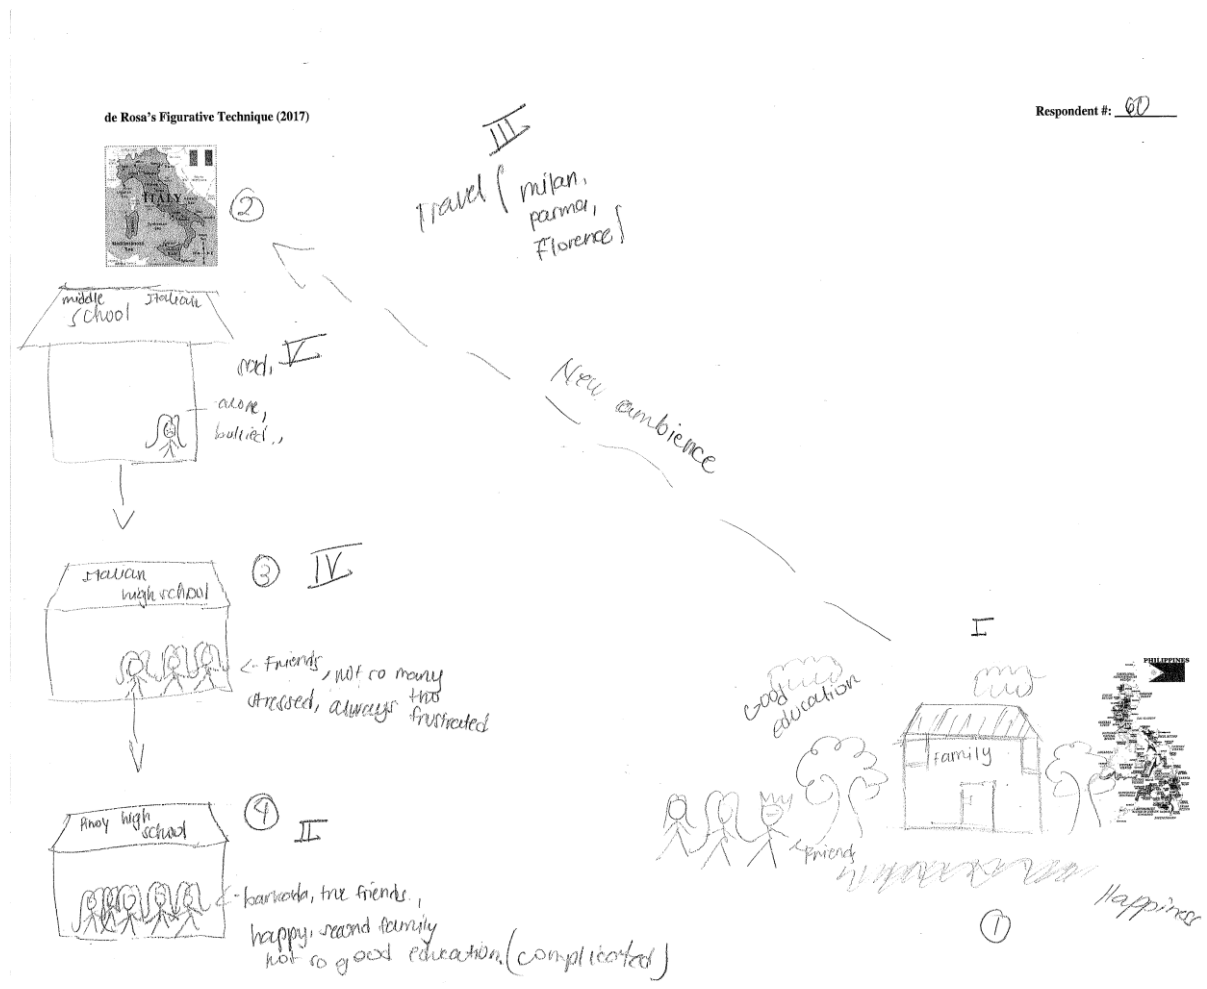 de Rosa's Figurative Technique (2017)
Respondent #: 60
III
Travel (milan,
parma,
Florence)
ITALY
2
middle Italian
school
sad, V
alone,
bullied.,
New ambience
3 IV
Italian
high school
<- Friends, not so many
stressed, always too
frustrated
4 II
Pinoy high
school
<- barkada, true friends,
happy, second family
not so good education. (complicated)
I
PHILIPPINES
Good
education
Family
<- Friends
Happiness
1